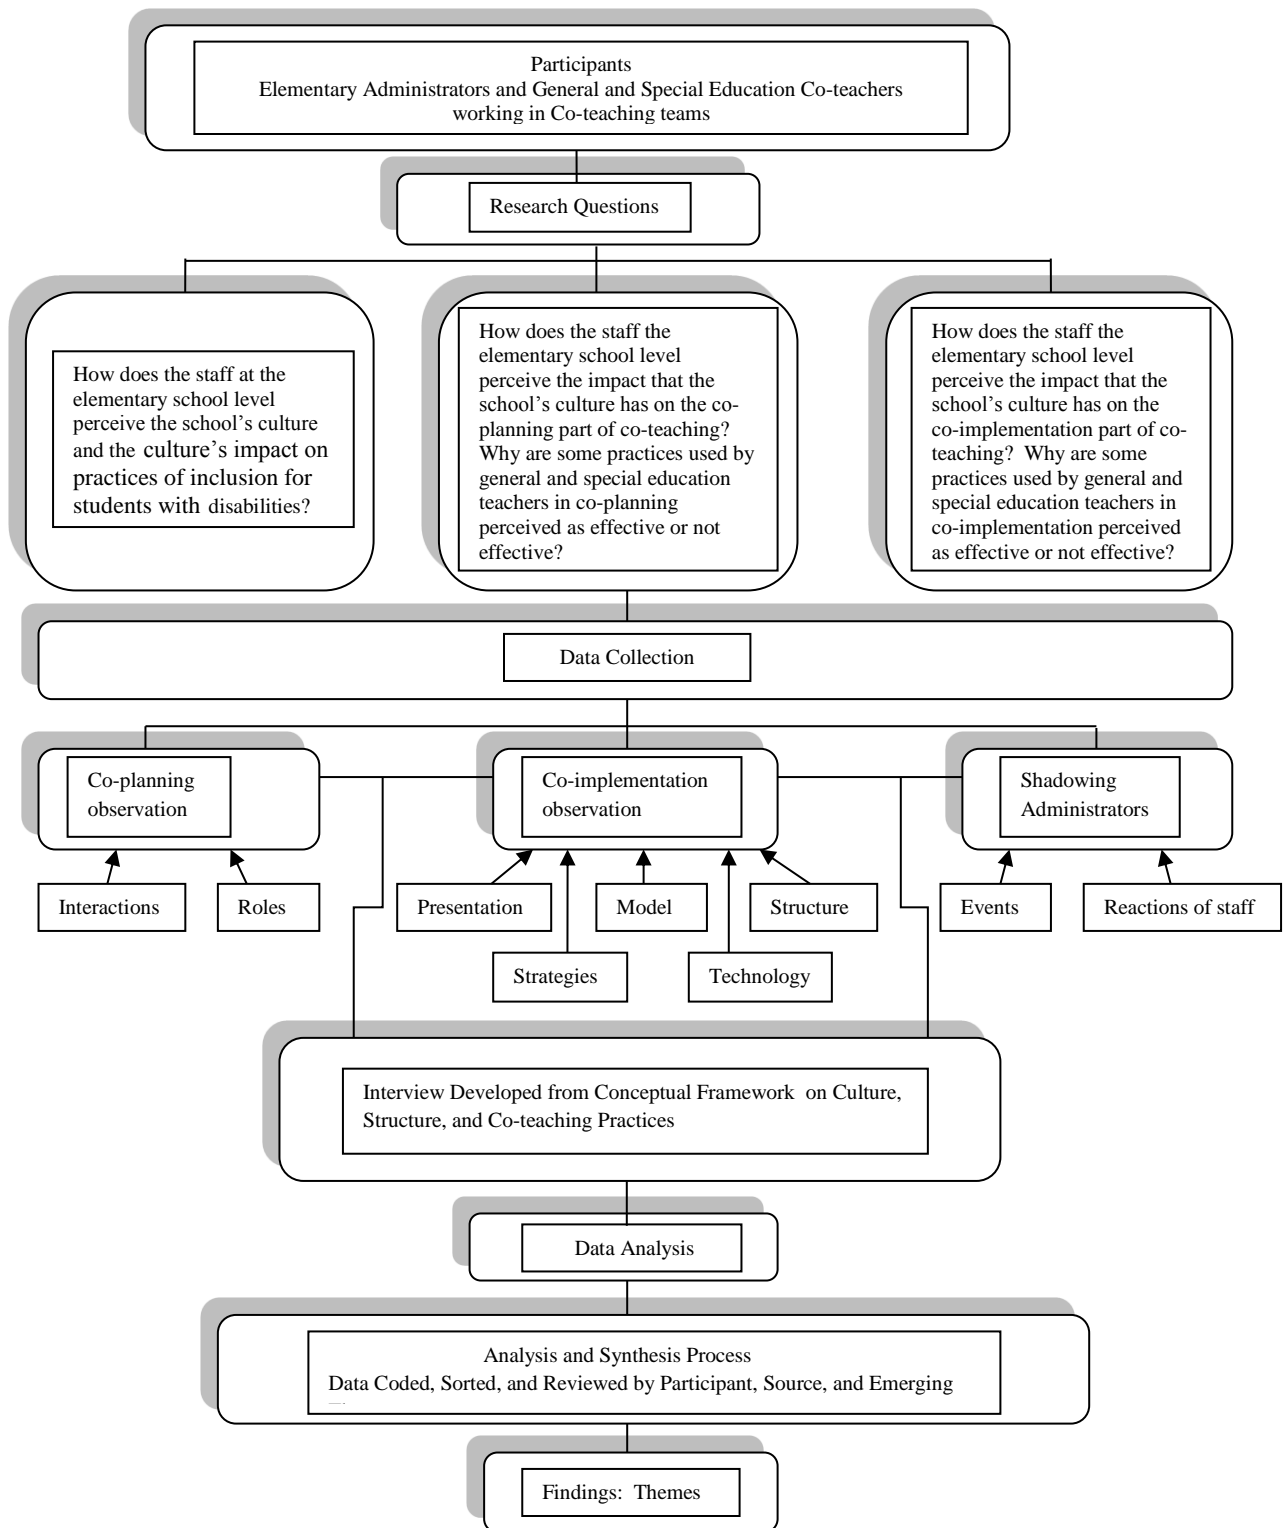 Participants
Elementary Administrators and General and Special Education Co-teachers
working in Co-teaching teams
Research Questions
How does the staff at the
elementary school level
perceive the school's culture
and the culture's impact on
practices of inclusion for
students with disabilities?
How does the staff the
elementary school level
perceive the impact that the
school's culture has on the co-
planning part of co-teaching?
Why are some practices used by
general and special education
teachers in co-planning
perceived as effective or not
effective?
How does the staff the
elementary school level
perceive the impact that the
school's culture has on the
co-implementation part of co-
teaching? Why are some
practices used by general and
special education teachers in
co-implementation perceived
as effective or not effective?
Data Collection
Co-planning
observation
Co-implementation
observation
Shadowing
Administrators
Interactions
Roles
Presentation
Model
Structure
Events
Reactions of staff
Strategies
Technology
Interview Developed from Conceptual Framework on Culture,
Structure, and Co-teaching Practices
Data Analysis
Analysis and Synthesis Process
Data Coded, Sorted, and Reviewed by Participant, Source, and Emerging
Findings: Themes